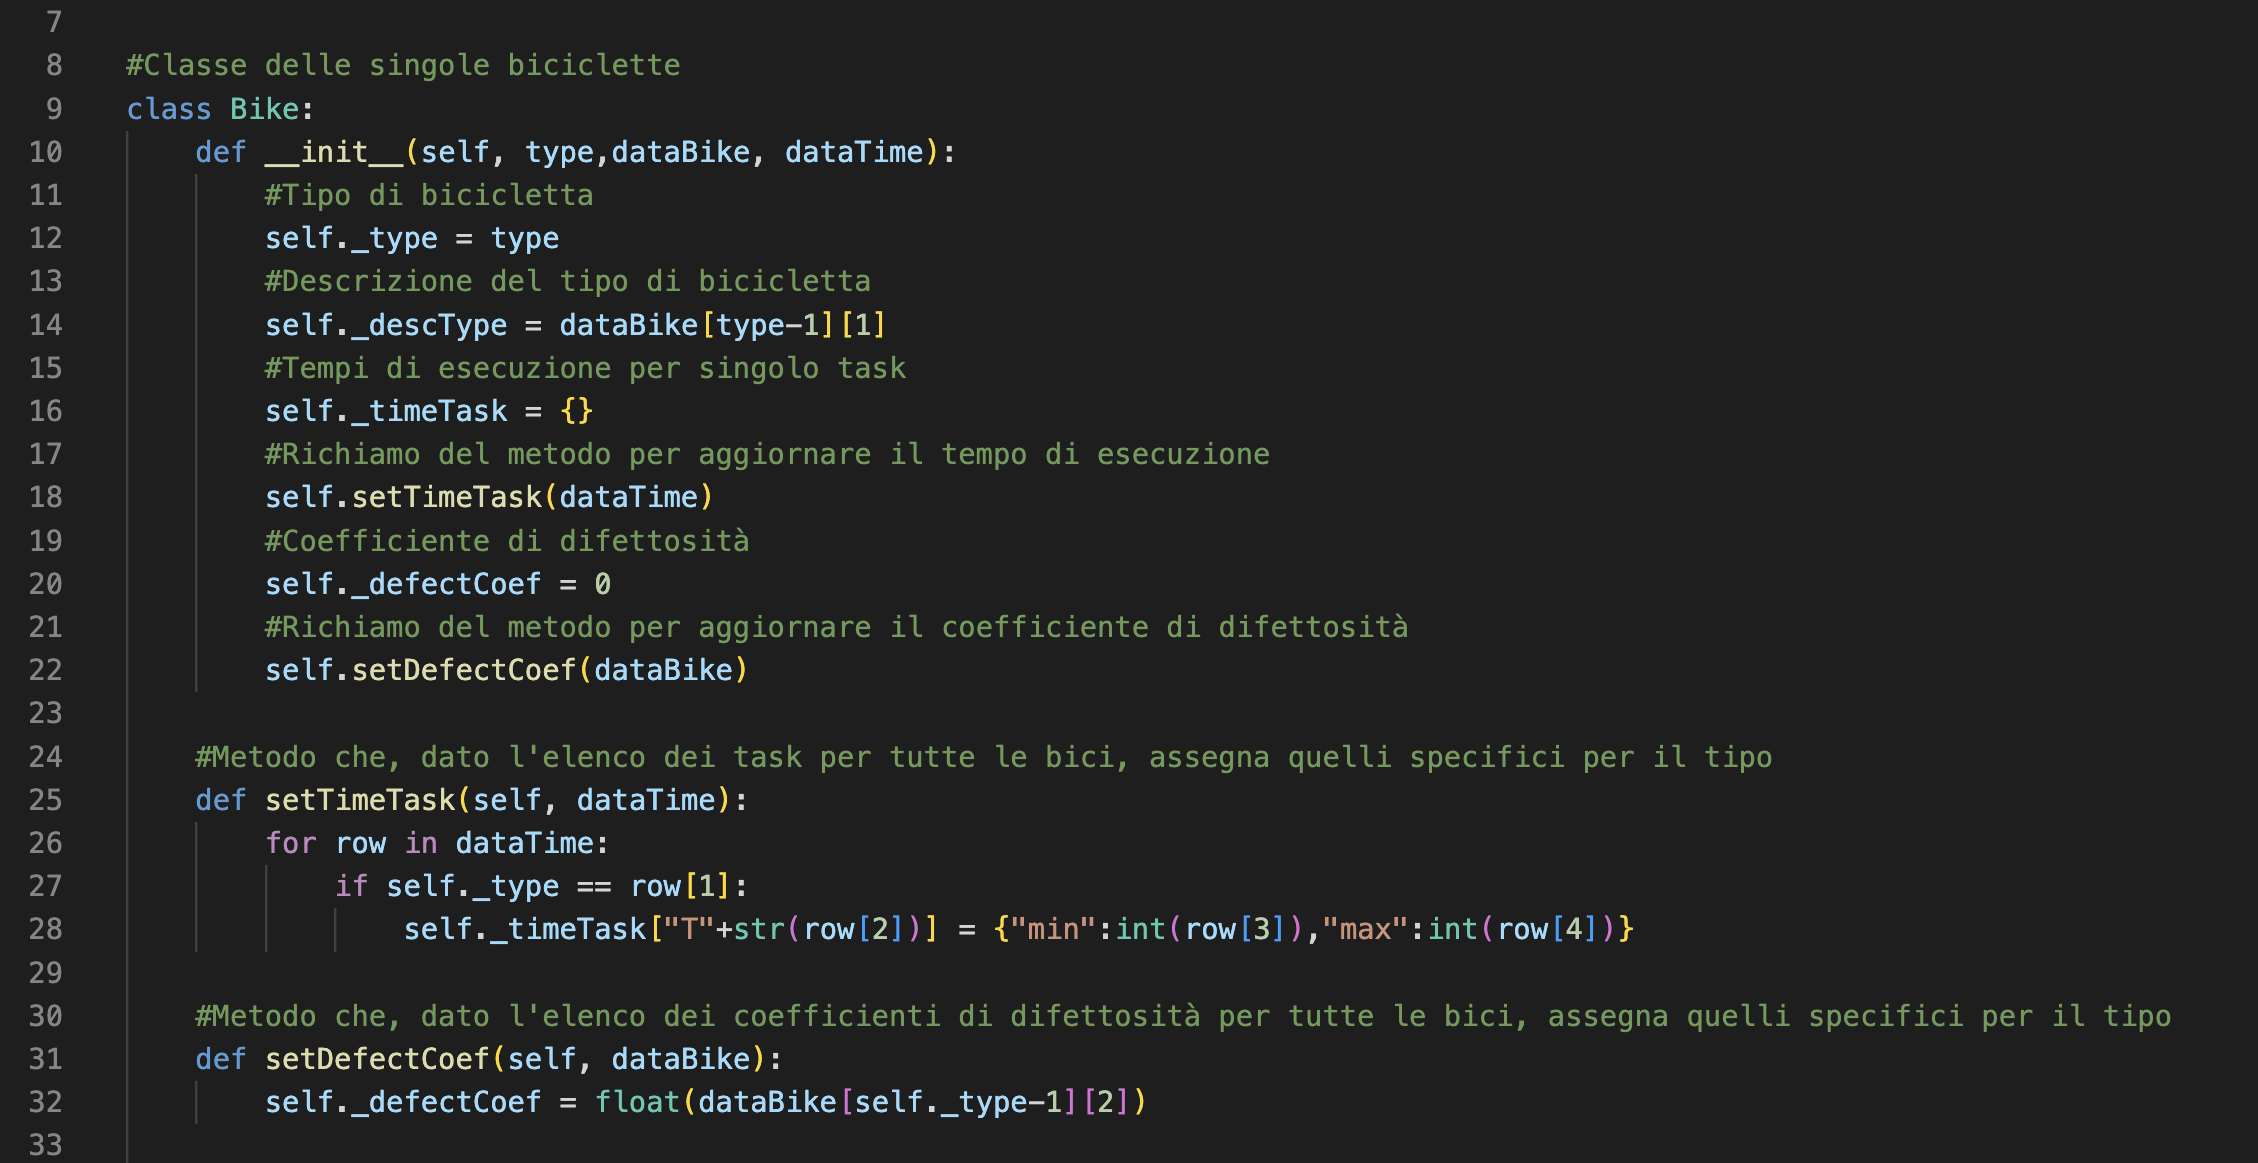 7
8 #Classe delle singole biciclette
9 class Bike:
10 def __init__(self, type,dataBike, dataTime):
11 #Tipo di bicicletta
12 self._type = type
13 #Descrizione del tipo di bicicletta
14 self._descType = dataBike[type-1][1]
15 #Tempi di esecuzione per singolo task
16 self._timeTask = {}
17 #Richiamo del metodo per aggiornare il tempo di esecuzione
18 self.setTimeTask(dataTime)
19 #Coefficiente di difettosità
20 self._defectCoef = 0
21 #Richiamo del metodo per aggiornare il coefficiente di difettosità
22 self.setDefectCoef(dataBike)
23
24 #Metodo che, dato l'elenco dei task per tutte le bici, assegna quelli specifici per il tipo
25 def setTimeTask(self, dataTime):
26 for row in dataTime:
27 if self._type == row[1]:
28 self._timeTask["T"+str(row[2])] = {"min":int(row[3]),"max":int(row[4])}
29
30 #Metodo che, dato l'elenco dei coefficienti di difettosità per tutte le bici, assegna quelli specifici per il tipo
31 def setDefectCoef(self, dataBike):
32 self._defectCoef = float(dataBike[self._type-1][2])
33